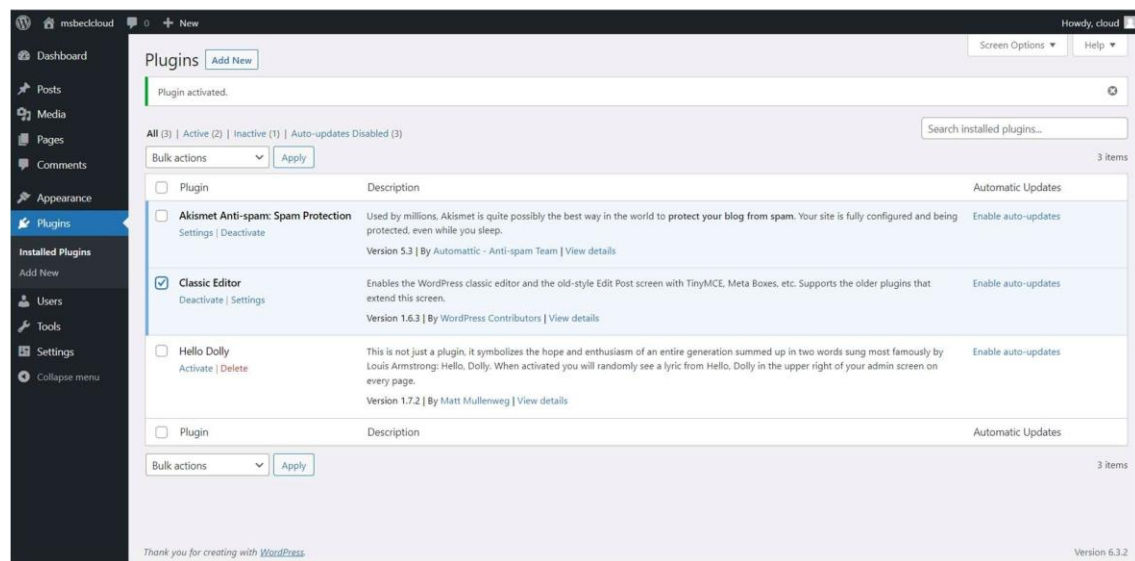 msbeclcloud 0 + New Howdy, cloud
Screen Options ▼ Help ▼
Dashboard
Posts
Media
Pages
Comments
Appearance
Plugins
Installed Plugins
Add New
Users
Tools
Settings
Collapse menu
Plugins Add New
Plugin activated.
All (3) | Active (2) | Inactive (1) | Auto-updates Disabled (3)
Search installed plugins...
Bulk actions Apply
3 items
Plugin Description Automatic Updates
Akismet Anti-spam: Spam Protection
Settings | Deactivate
Used by millions, Akismet is quite possibly the best way in the world to protect your blog from spam. Your site is fully configured and being
protected, even while you sleep.
Version 5.3 | By Automattic - Anti-spam Team | View details
Enable auto-updates
Classic Editor
Deactivate | Settings
Enables the WordPress classic editor and the old-style Edit Post screen with TinyMCE, Meta Boxes, etc. Supports the older plugins that
extend this screen.
Version 1.6.3 | By WordPress Contributors | View details
Enable auto-updates
Hello Dolly
Activate | Delete
This is not just a plugin, it symbolizes the hope and enthusiasm of an entire generation summed up in two words sung most famously by
Louis Armstrong: Hello, Dolly. When activated you will randomly see a lyric from Hello, Dolly in the upper right of your admin screen on
every page.
Version 1.7.2 | By Matt Mullenweg | View details
Enable auto-updates
Plugin Description Automatic Updates
Bulk actions Apply
3 items
Thank you for creating with WordPress.
Version 6.3.2